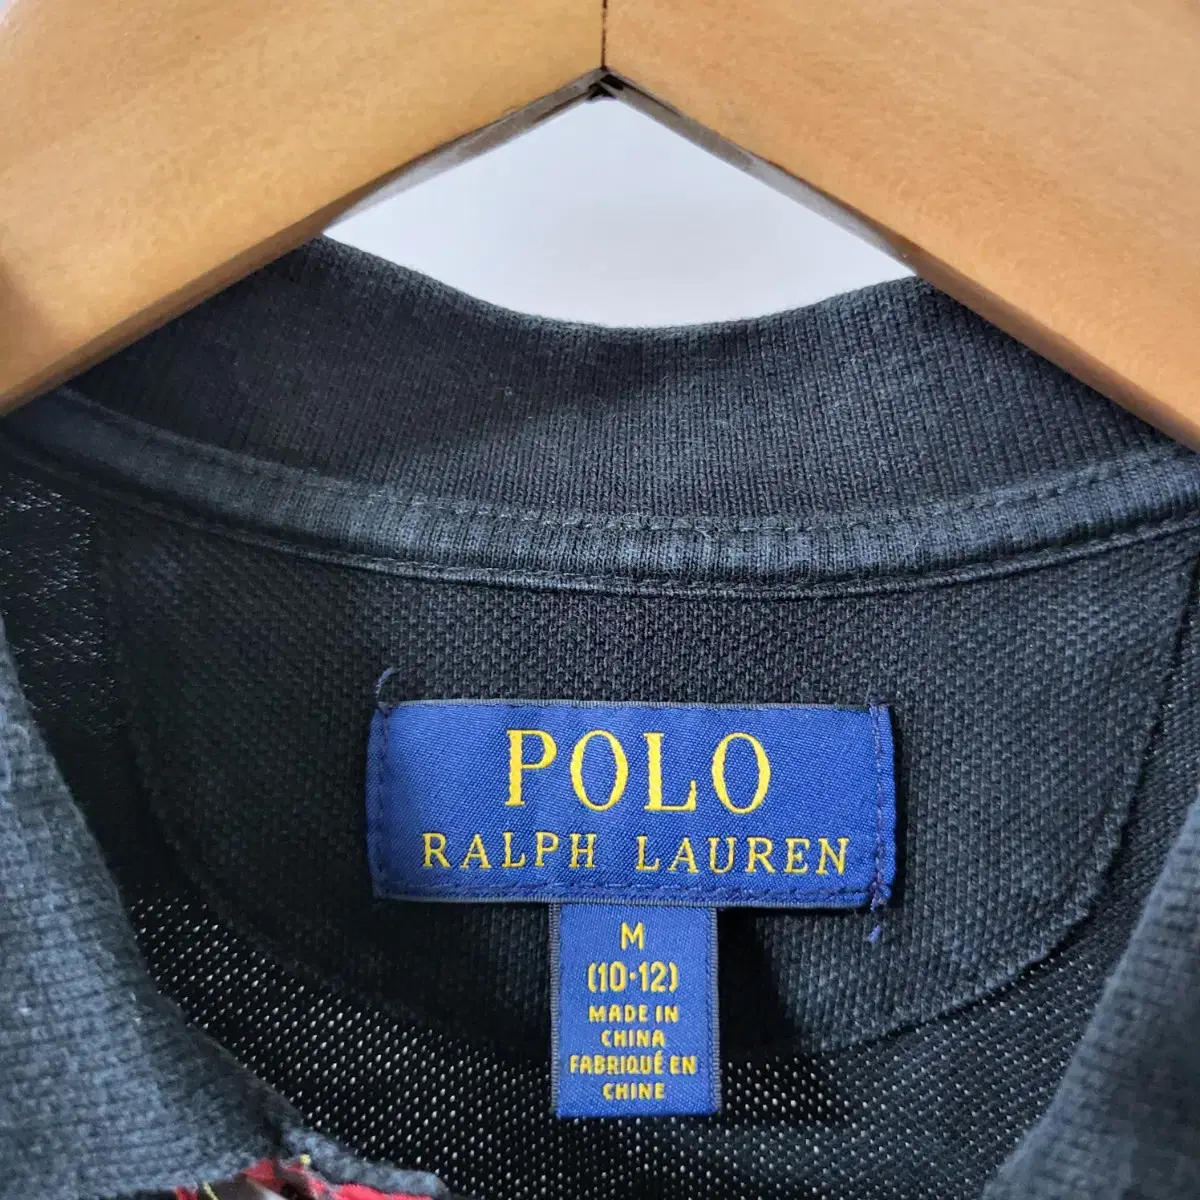 POLO
RALPH LAUREN
M
(10-12)
MADE IN
CHINA
FABRIQUÉ EN
CHINE